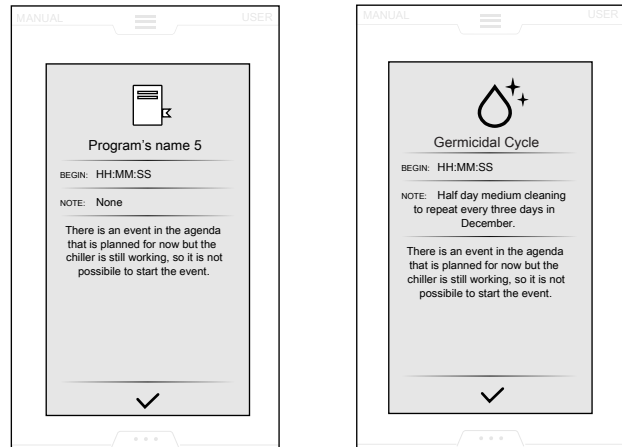 MANUAL
USER
Program's name 5
BEGIN: HH:MM:SS
NOTE: None
There is an event in the agenda
that is planned for now but the
chiller is still working, so it is not
possibile to start the event.
MANUAL
USER
Germicidal Cycle
BEGIN: HH:MM:SS
NOTE: Half day medium cleaning
to repeat every three days in
December.
There is an event in the agenda
that is planned for now but the
chiller is still working, so it is not
possibile to start the event.